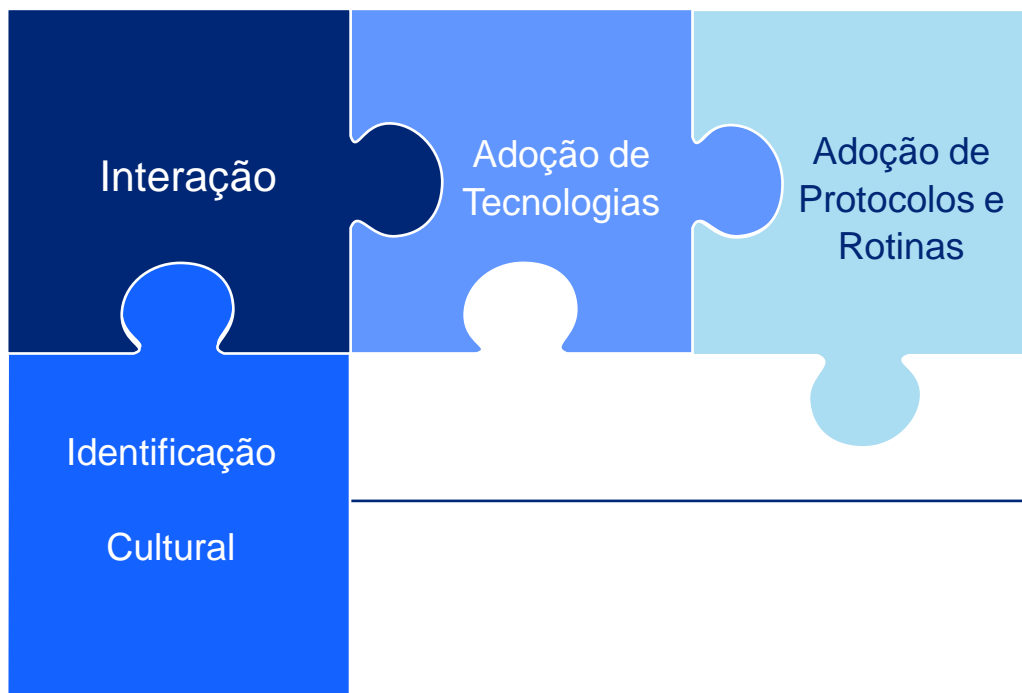 Interação
Adoção de
Tecnologias
Adoção de
Protocolos e
Rotinas
Identificação
Cultural